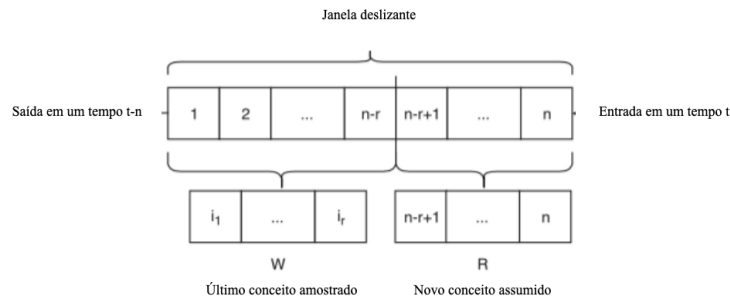 Janela deslizante
Saída em um tempo t-n
1 2 ... n-r n-r+1 ... n
Entrada em um tempo t
i1 ... ir
n-r+1 ... n
W
R
Último conceito amostrado
Novo conceito assumido